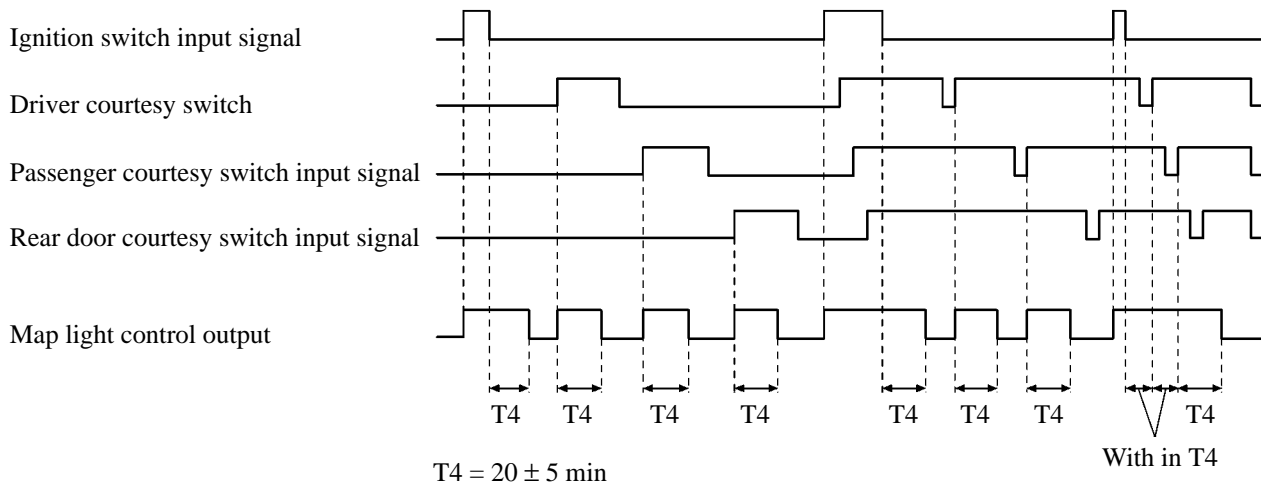 Ignition switch input signal
Driver courtesy switch
Passenger courtesy switch input signal
Rear door courtesy switch input signal
Map light control output
T4 T4 T4 T4 T4 T4 T4 T4
With in T4
T4 = 20 ± 5 min